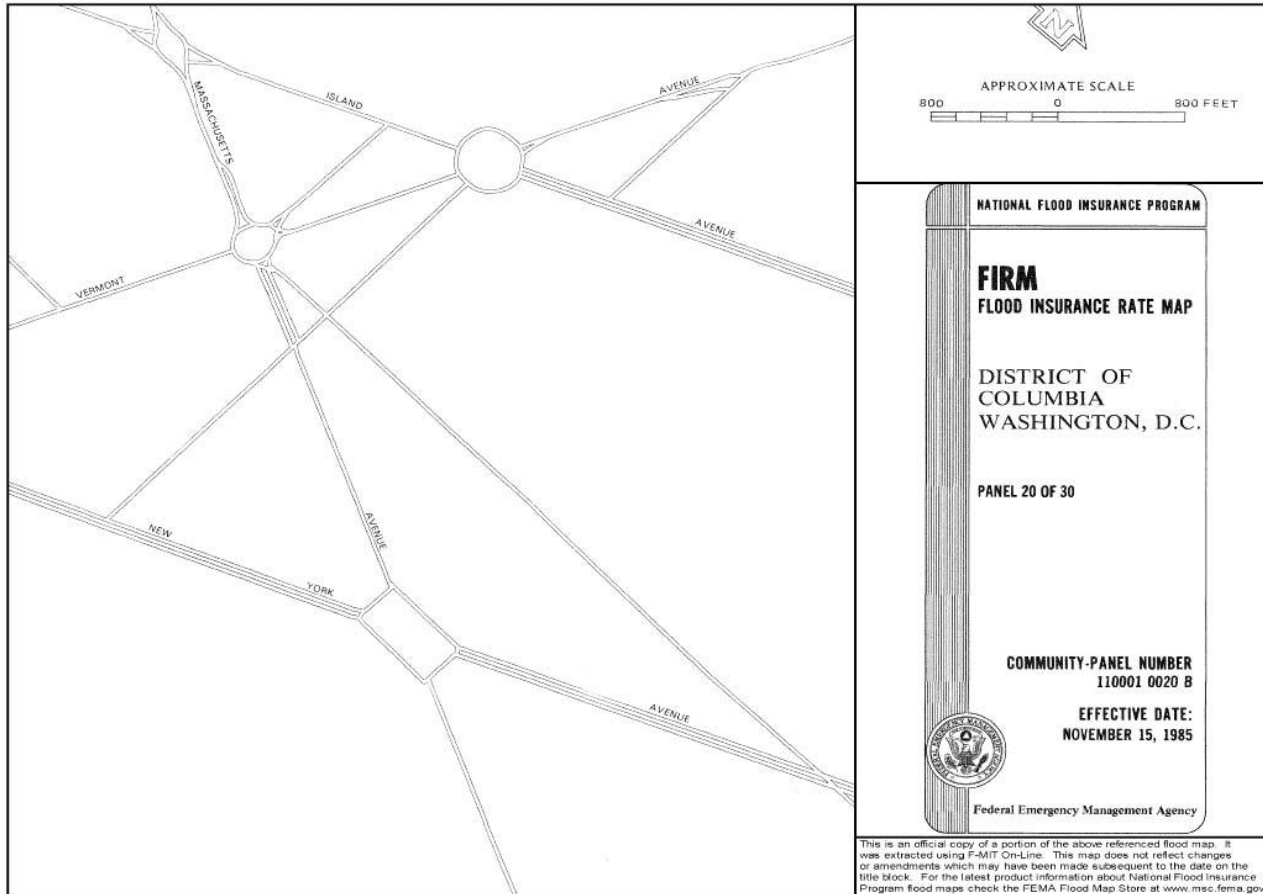 ISLAND
AVENUE
MASSACHUSETTS
AVENUE
VERMONT
AVENUE
NEW
YORK
AVENUE
N
APPROXIMATE SCALE
800 0 800 FEET
NATIONAL FLOOD INSURANCE PROGRAM
FIRM
FLOOD INSURANCE RATE MAP
DISTRICT OF
COLUMBIA
WASHINGTON, D.C.
PANEL 20 OF 30
COMMUNITY-PANEL NUMBER
110001 0020 B
EFFECTIVE DATE:
NOVEMBER 15, 1985
FEDERAL EMERGENCY MANAGEMENT AGENCY
Federal Emergency Management Agency
This is an official copy of a portion of the above referenced flood map. It
was extracted using F-MIT On-Line. This map does not reflect changes
or amendments which may have been made subsequent to the date on the
title block. For the latest product information about National Flood Insurance
Program flood maps check the FEMA Flood Map Store at www.msc.fema.gov